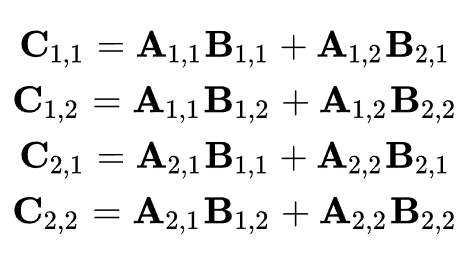 C₁,₁ = A₁,₁B₁,₁ + A₁,₂B₂,₁
C₁,₂ = A₁,₁B₁,₂ + A₁,₂B₂,₂
C₂,₁ = A₂,₁B₁,₁ + A₂,₂B₂,₁
C₂,₂ = A₂,₁B₁,₂ + A₂,₂B₂,₂